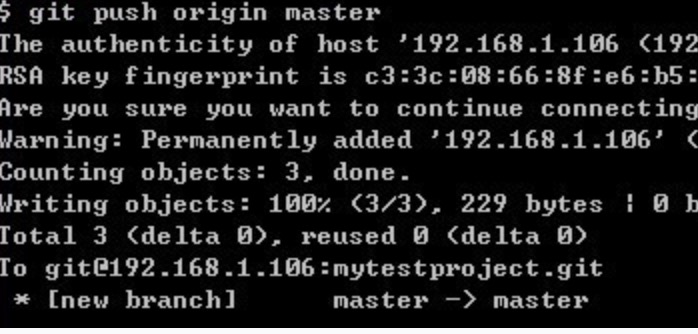 $ git push origin master
The authenticity of host '192.168.1.106 (192
RSA key fingerprint is c3:3c:08:66:8f:e6:b5:
Are you sure you want to continue connecting
Warning: Permanently added '192.168.1.106' (
Counting objects: 3, done.
Writing objects: 100% (3/3), 229 bytes | 0 b
Total 3 (delta 0), reused 0 (delta 0)
To git@192.168.1.106:mytestproject.git
* [new branch] master -> master